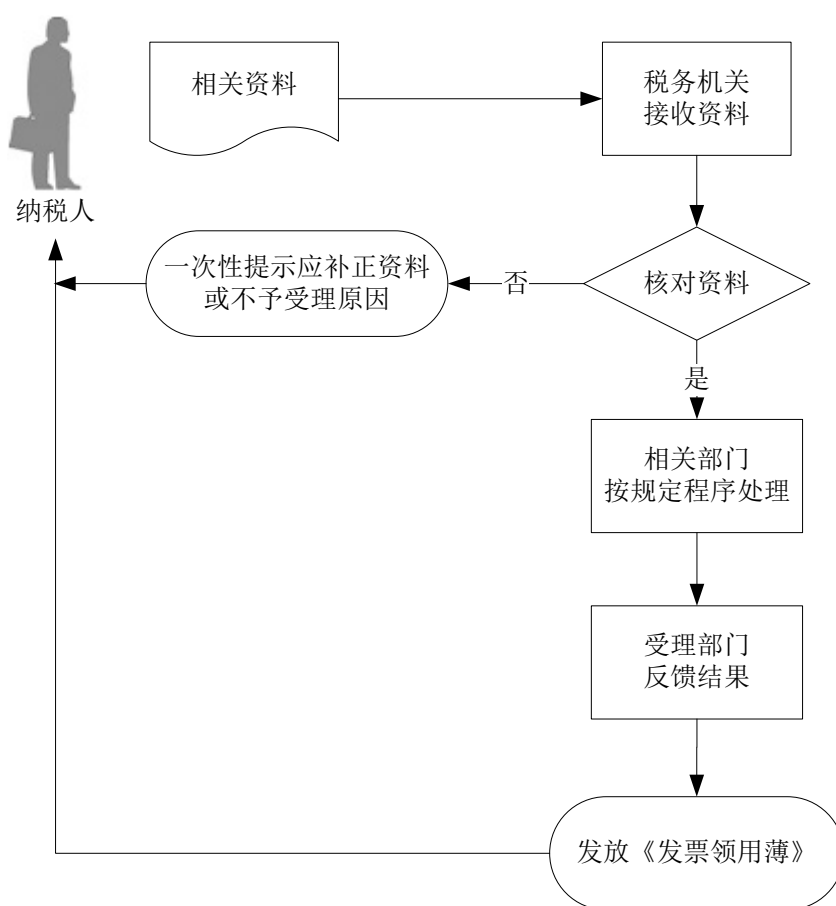 相关资料
税务机关
接收资料
纳税人
一次性提示应补正资料
或不予受理原因
否
核对资料
是
相关部门
按规定程序处理
受理部门
反馈结果
发放《发票领用薄》